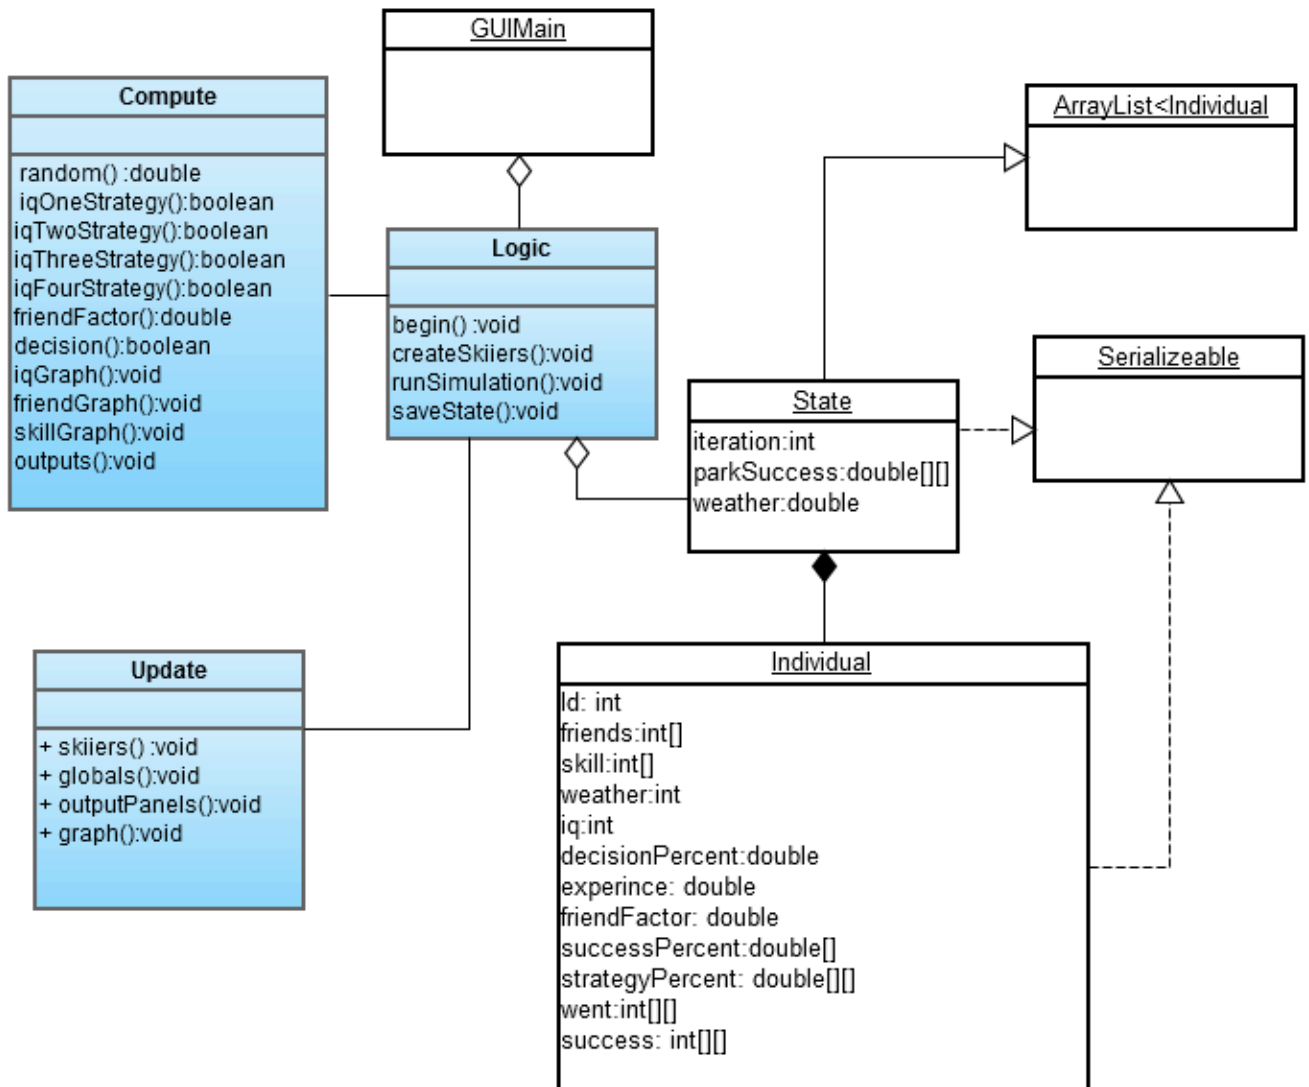 GUIMain
Compute
random() :double
iqOneStrategy():boolean
iqTwoStrategy():boolean
iqThreeStrategy():boolean
iqFourStrategy():boolean
friendFactor():double
decision():boolean
iqGraph():void
friendGraph():void
skillGraph():void
outputs():void
Logic
begin() :void
createSkiiers():void
runSimulation():void
saveState():void
ArrayList<Individual
Serializeable
State
iteration:int
parkSuccess:double[][]
weather:double
Update
+ skiiers() :void
+ globals():void
+ outputPanels():void
+ graph():void
Individual
Id: int
friends:int[]
skill:int[]
weather:int
iq:int
decisionPercent:double
experince: double
friendFactor: double
successPercent:double[]
strategyPercent: double[][]
went:int[][]
success: int[][]